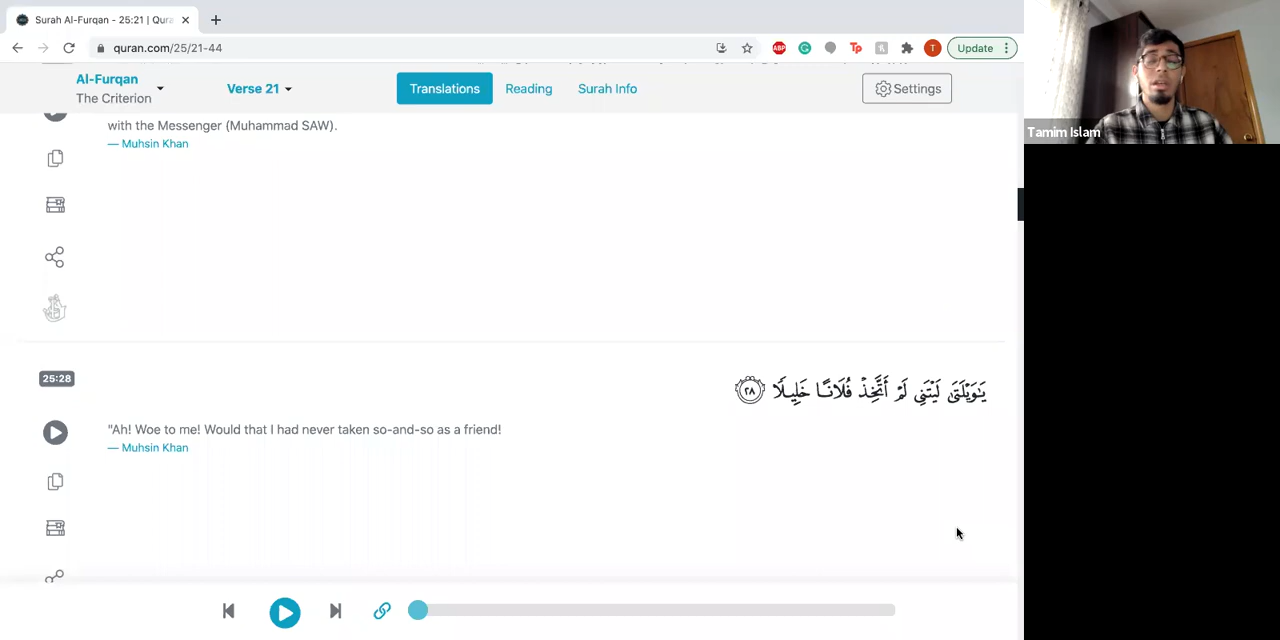 Surah Al-Furqan - 25:21 | Qura
quran.com/25/21-44
ABP
Tp
T
Update
Al-Furqan
The Criterion
Verse 21
Translations
Reading
Surah Info
Settings
Tamim Islam
with the Messenger (Muhammad SAW).
— Muhsin Khan
25:28
يَـٰوَيْلَتَىٰ لَيْتَنِى لَمْ أَتَّخِذْ فُلَانًا خَلِيلًا ٢٨
"Ah! Woe to me! Would that I had never taken so-and-so as a friend!
— Muhsin Khan